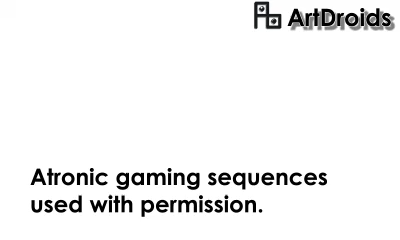 ArtDroids
Atronic gaming sequences
used with permission.